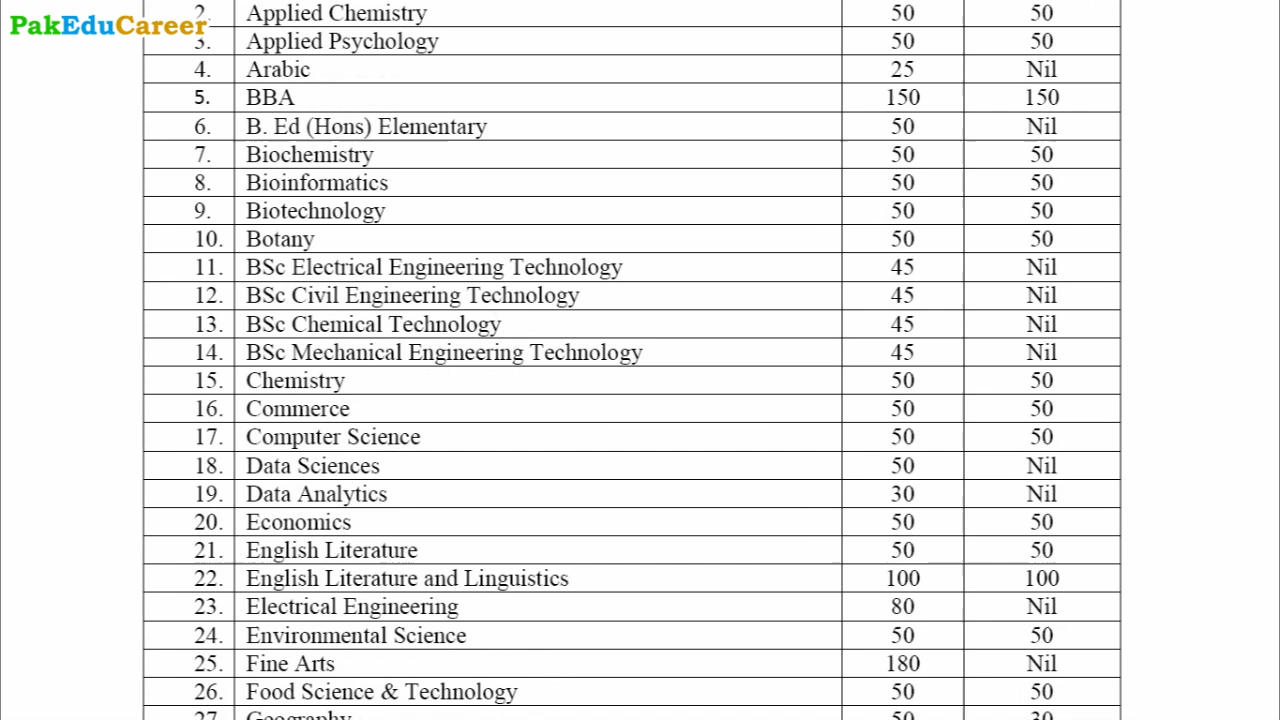 PakEduCareer
2. Applied Chemistry 50 50
3. Applied Psychology 50 50
4. Arabic 25 Nil
5. BBA 150 150
6. B. Ed (Hons) Elementary 50 Nil
7. Biochemistry 50 50
8. Bioinformatics 50 50
9. Biotechnology 50 50
10. Botany 50 50
11. BSc Electrical Engineering Technology 45 Nil
12. BSc Civil Engineering Technology 45 Nil
13. BSc Chemical Technology 45 Nil
14. BSc Mechanical Engineering Technology 45 Nil
15. Chemistry 50 50
16. Commerce 50 50
17. Computer Science 50 50
18. Data Sciences 50 Nil
19. Data Analytics 30 Nil
20. Economics 50 50
21. English Literature 50 50
22. English Literature and Linguistics 100 100
23. Electrical Engineering 80 Nil
24. Environmental Science 50 50
25. Fine Arts 180 Nil
26. Food Science & Technology 50 50
27. Geography 50 30